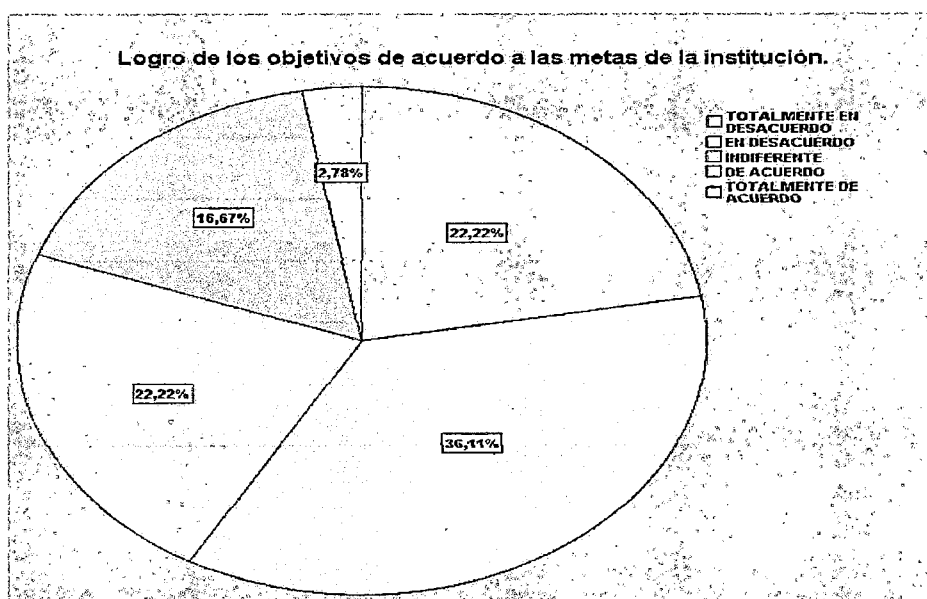 Logro de los objetivos de acuerdo a las metas de la institución.
TOTALMENTE EN
DESACUERDO
EN DESACUERDO
INDIFERENTE
DE ACUERDO
TOTALMENTE DE
ACUERDO
2,78%
16,67%
22,22%
22,22%
36,11%